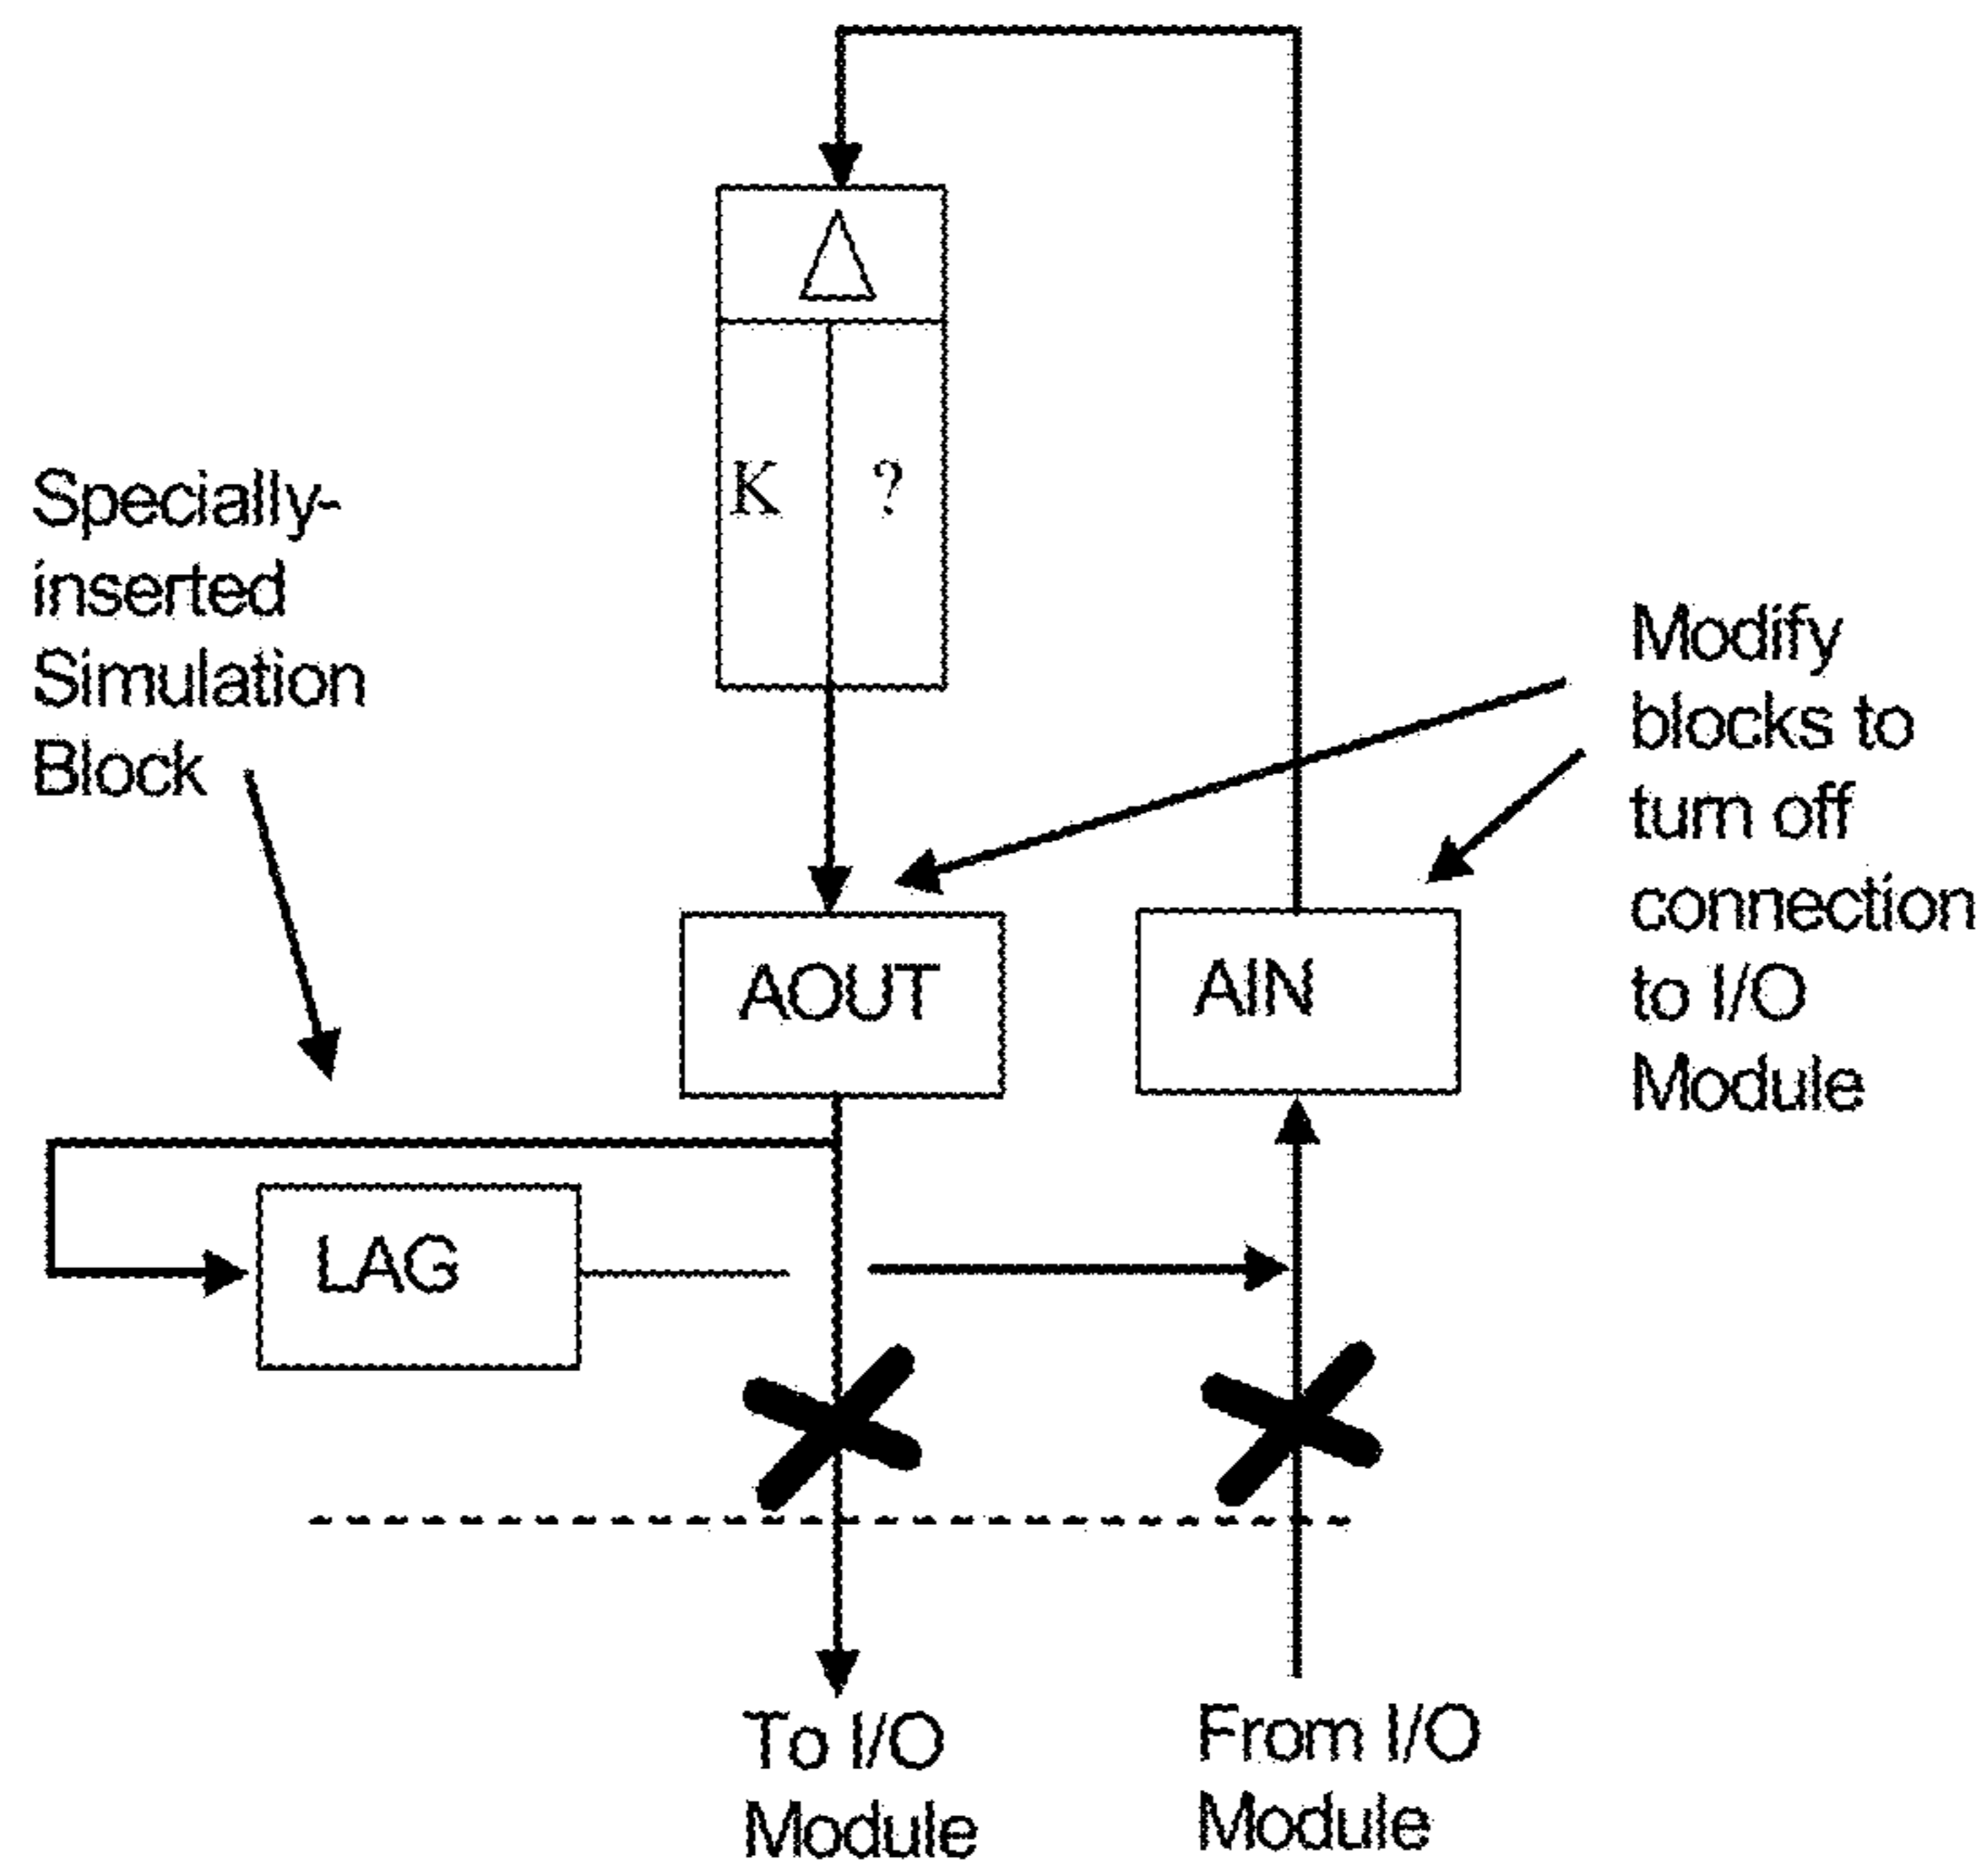 K
?
Specially-
inserted
Simulation
Block
Modify
blocks to
turn off
connection
to I/O
Module
AOUT
AIN
LAG
To I/O
Module
From I/O
Module